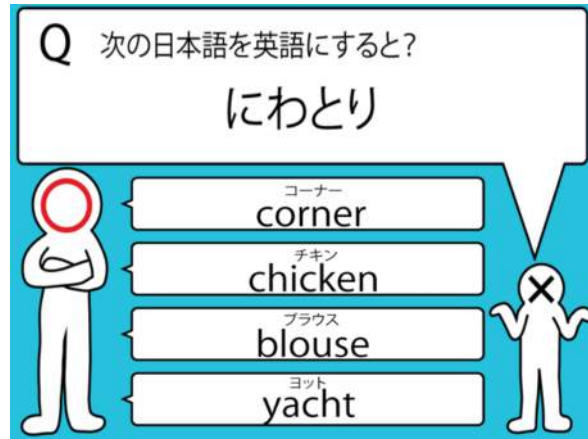 Q 次の日本語を英語にすると?
にわとり
コーナー
corner
チキン
chicken
ブラウス
blouse
ヨット
yacht